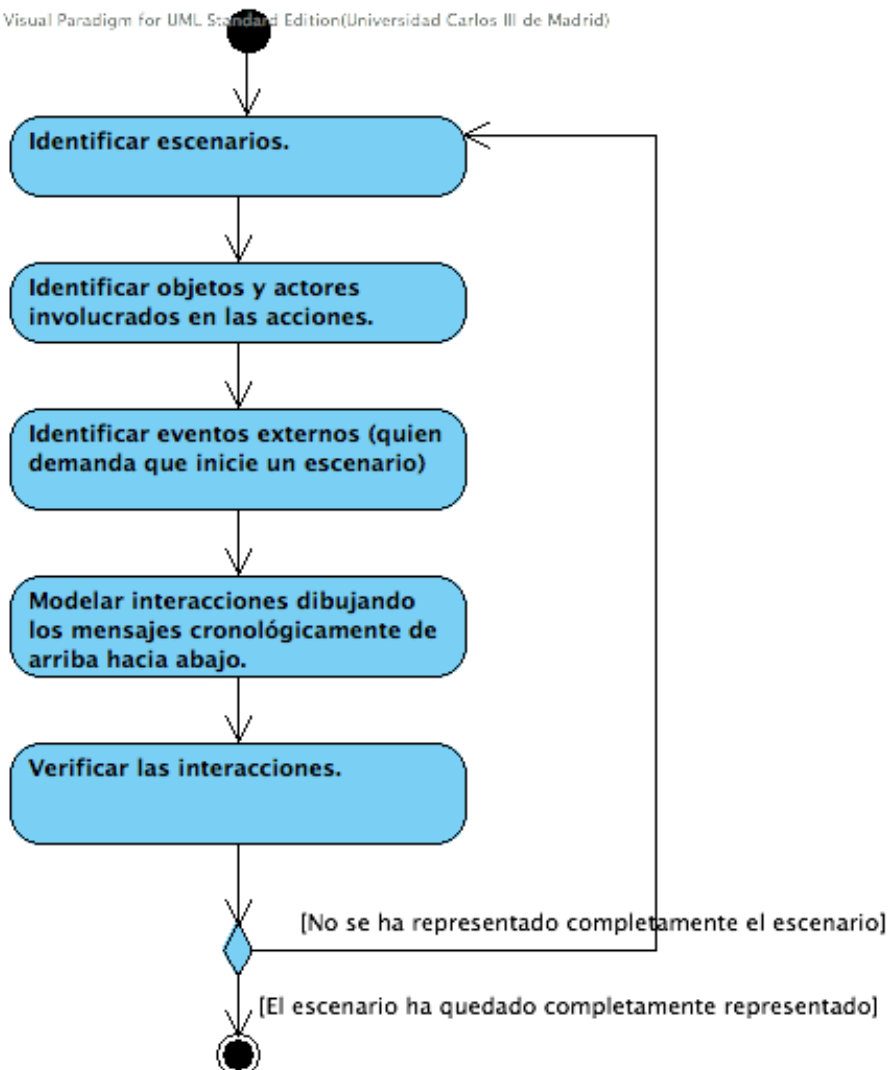 Visual Paradigm for UML Standard Edition(Universidad Carlos III de Madrid)
Identificar escenarios.
Identificar objetos y actores
involucrados en las acciones.
Identificar eventos externos (quien
demanda que inicie un escenario)
Modelar interacciones dibujando
los mensajes cronológicamente de
arriba hacia abajo.
Verificar las interacciones.
[No se ha representado completamente el escenario]
[El escenario ha quedado completamente representado]